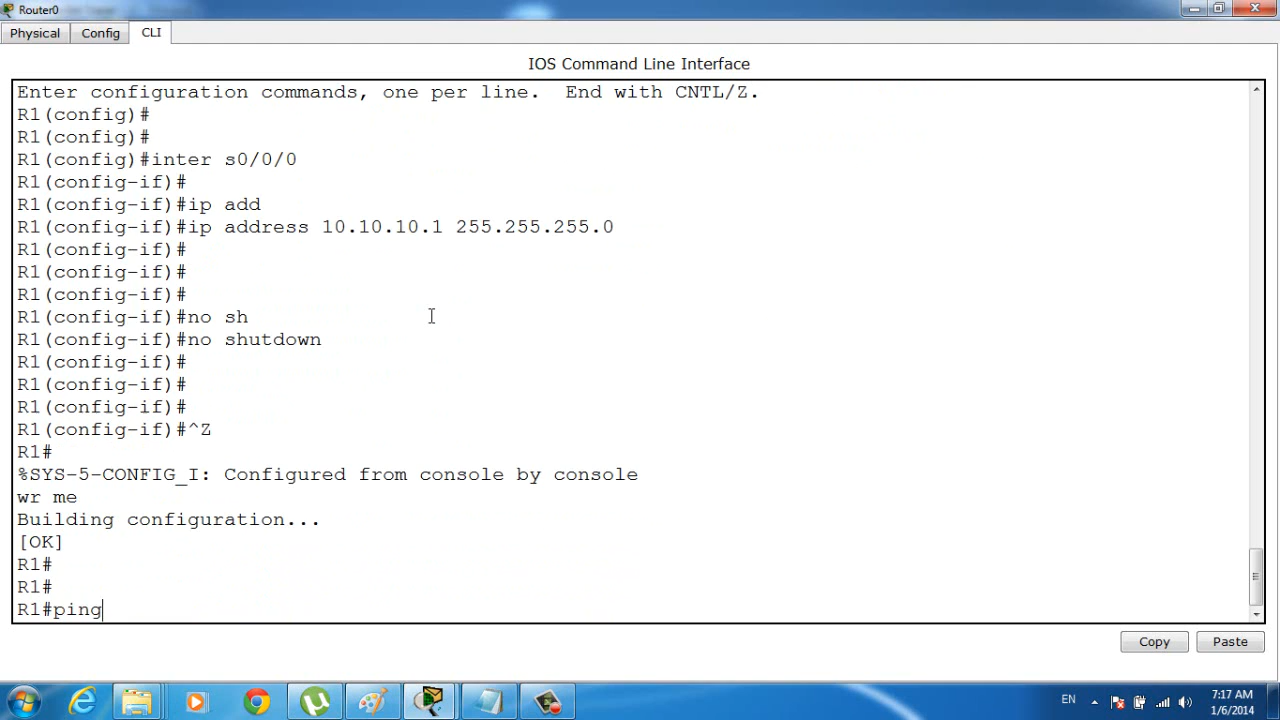 Router0
Physical Config CLI
IOS Command Line Interface
Enter configuration commands, one per line.  End with CNTL/Z.
R1(config)#
R1(config)#
R1(config)#inter s0/0/0
R1(config-if)#
R1(config-if)#ip add
R1(config-if)#ip address 10.10.10.1 255.255.255.0
R1(config-if)#
R1(config-if)#
R1(config-if)#
R1(config-if)#no sh
R1(config-if)#no shutdown
R1(config-if)#
R1(config-if)#
R1(config-if)#
R1(config-if)#^Z
R1#
%SYS-5-CONFIG_I: Configured from console by console
wr me
Building configuration...
[OK]
R1#
R1#
R1#ping
Copy Paste
EN 7:17 AM
1/6/2014